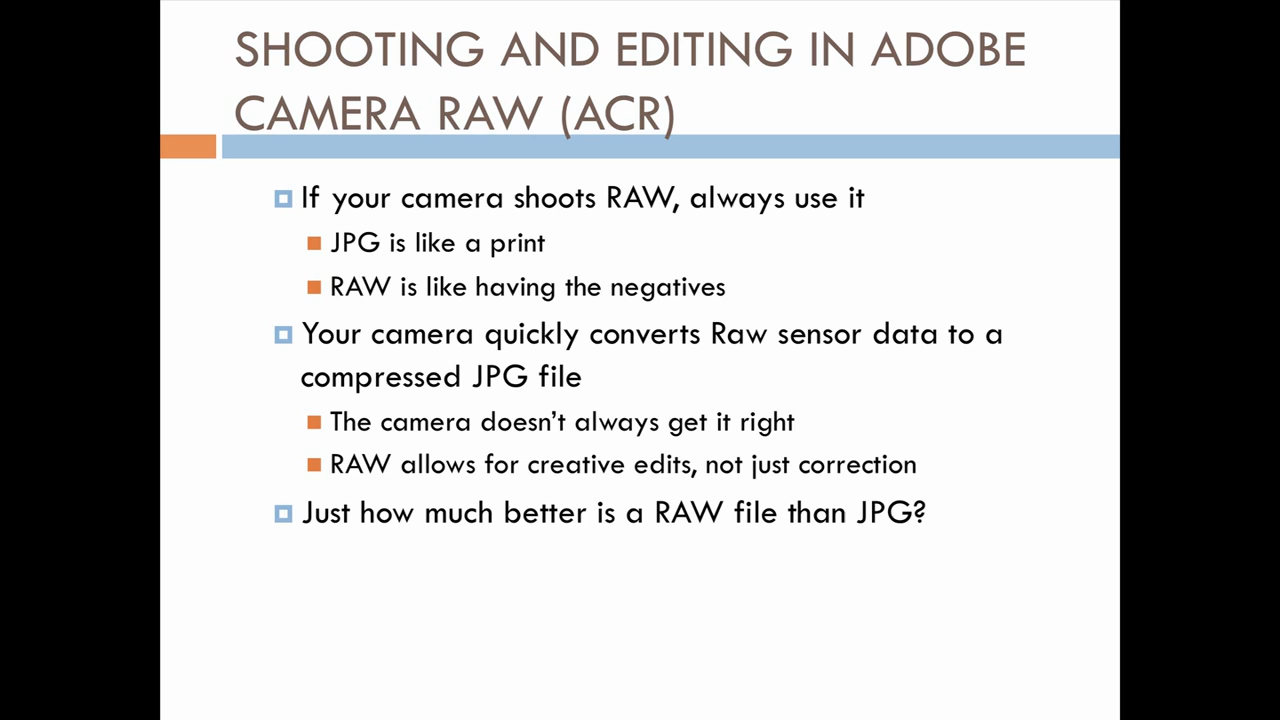 SHOOTING AND EDITING IN ADOBE
CAMERA RAW (ACR)
If your camera shoots RAW, always use it
JPG is like a print
RAW is like having the negatives
Your camera quickly converts Raw sensor data to a
compressed JPG file
The camera doesn't always get it right
RAW allows for creative edits, not just correction
Just how much better is a RAW file than JPG?